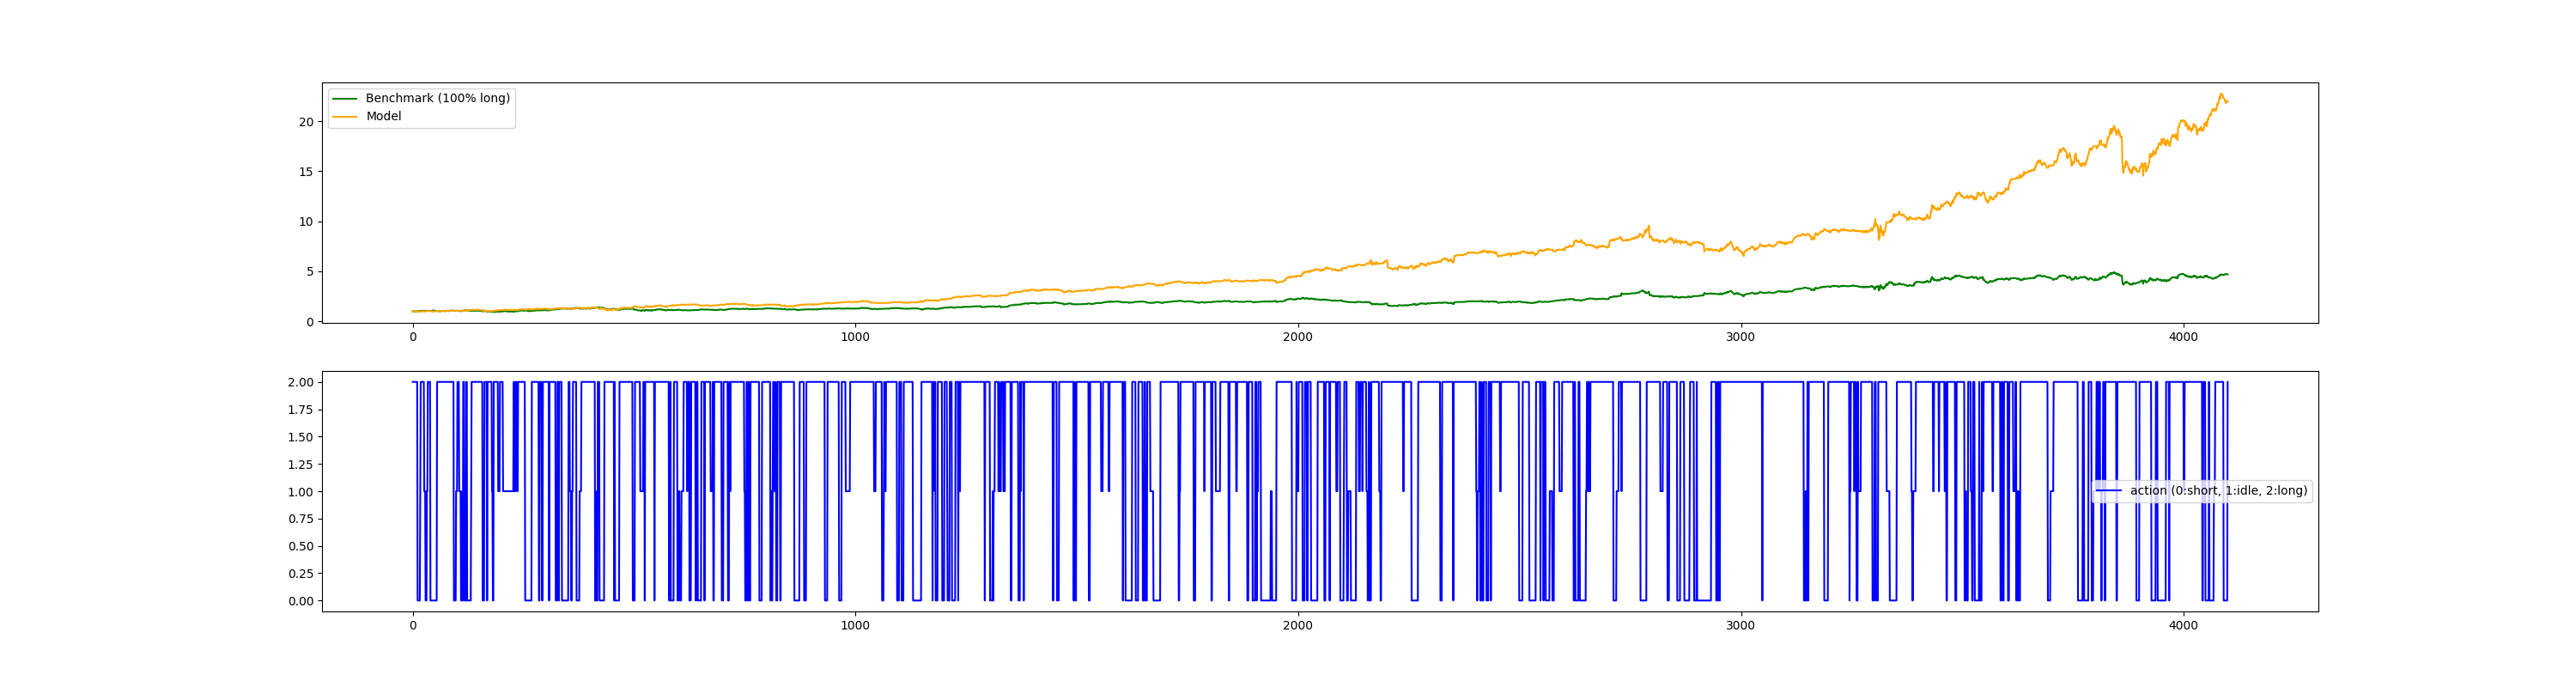 Benchmark (100% long)
Model
20
15
10
5
0
0 1000 2000 3000 4000
2.00
1.75
1.50
1.25
1.00
0.75
0.50
0.25
0.00
action (0:short, 1:idle, 2:long)
0 1000 2000 3000 4000